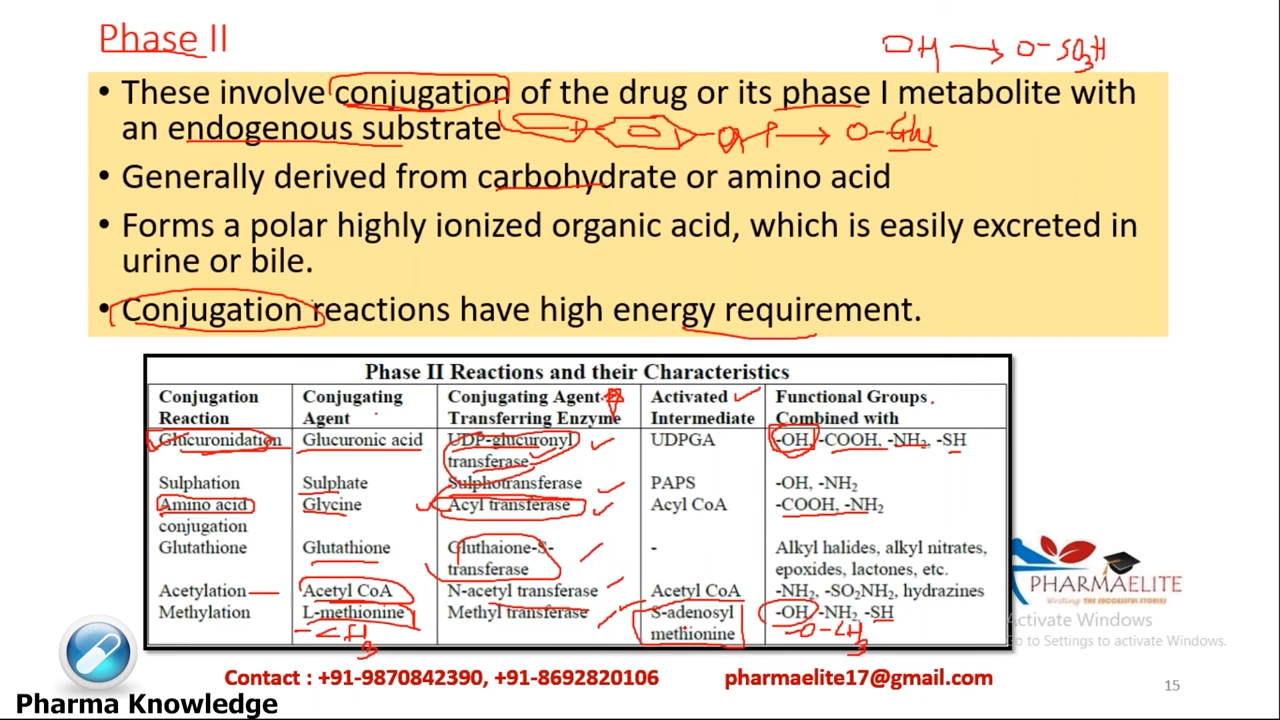 Phase II
OH → O-SO3H
• These involve conjugation of the drug or its phase I metabolite with
an endogenous substrate
→ O-Glu
• Generally derived from carbohydrate or amino acid
• Forms a polar highly ionized organic acid, which is easily excreted in
urine or bile.
• Conjugation reactions have high energy requirement.
Phase II Reactions and their Characteristics
Conjugation Conjugating Conjugating Agent Activated Functional Groups
Reaction Agent Transferring Enzyme Intermediate Combined with
Glucuronidation Glucuronic acid UDP-glucuronyl UDPGA -OH, -COOH, -NH2, -SH
transferase
Sulphation Sulphate Sulphotransferase PAPS -OH, -NH2
Amino acid Glycine Acyl transferase Acyl CoA -COOH, -NH2
conjugation
Glutathione Glutathione Gluthaione-S- - Alkyl halides, alkyl nitrates,
transferase epoxides, lactones, etc.
Acetylation Acetyl CoA N-acetyl transferase Acetyl CoA -NH2, -SO2NH2, hydrazines
Methylation L-methionine Methyl transferase S-adenosyl -OH, -NH2, -SH
methionine
-CH3 -O-CH3
PHARMAELITE
Writing THE SUCCESSFUL STORIES
Activate Windows
Go to Settings to activate Windows.
Contact : +91-9870842390, +91-8692820106 pharmaelite17@gmail.com
15
Pharma Knowledge